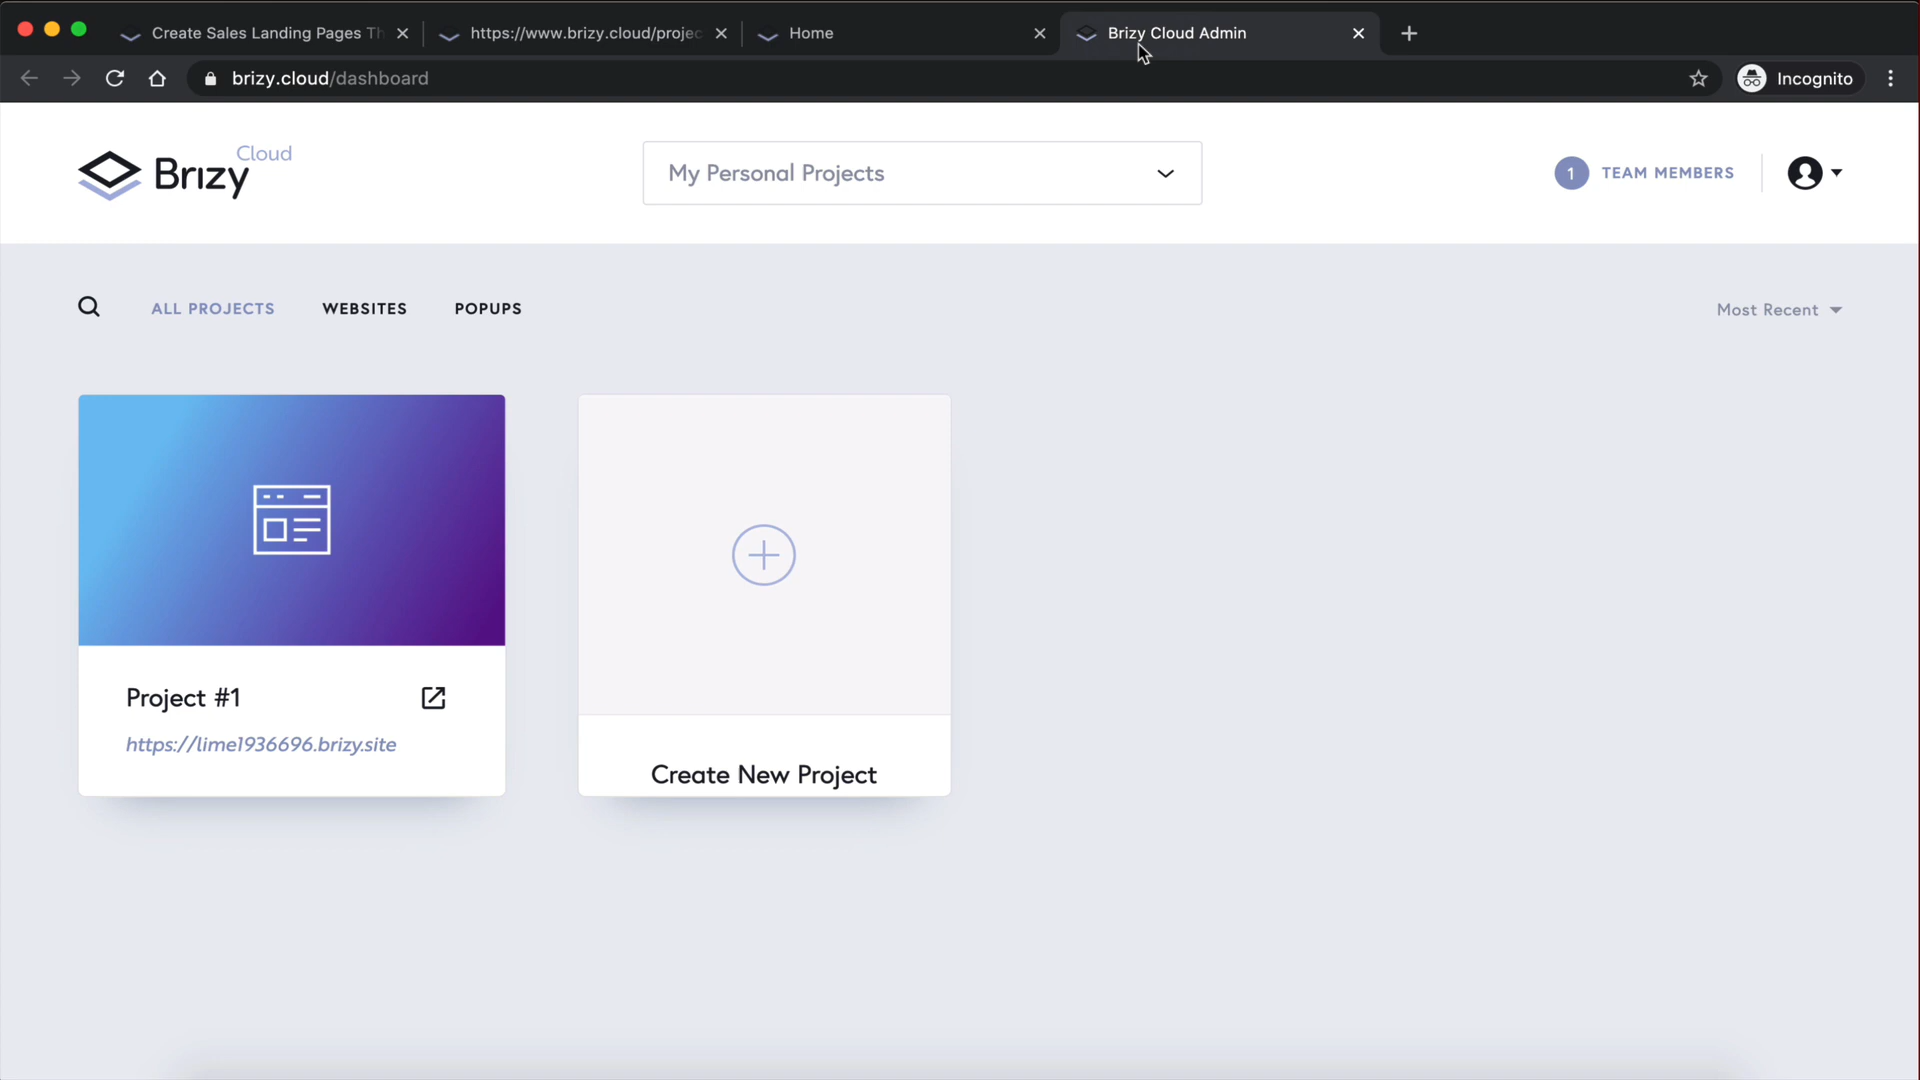 Create Sales Landing Pages Th
https://www.brizy.cloud/projec
Home
Brizy Cloud Admin
brizy.cloud/dashboard
Incognito
Brizy Cloud
My Personal Projects
1 TEAM MEMBERS
ALL PROJECTS
WEBSITES
POPUPS
Most Recent
Project #1
https://lime1936696.brizy.site
Create New Project